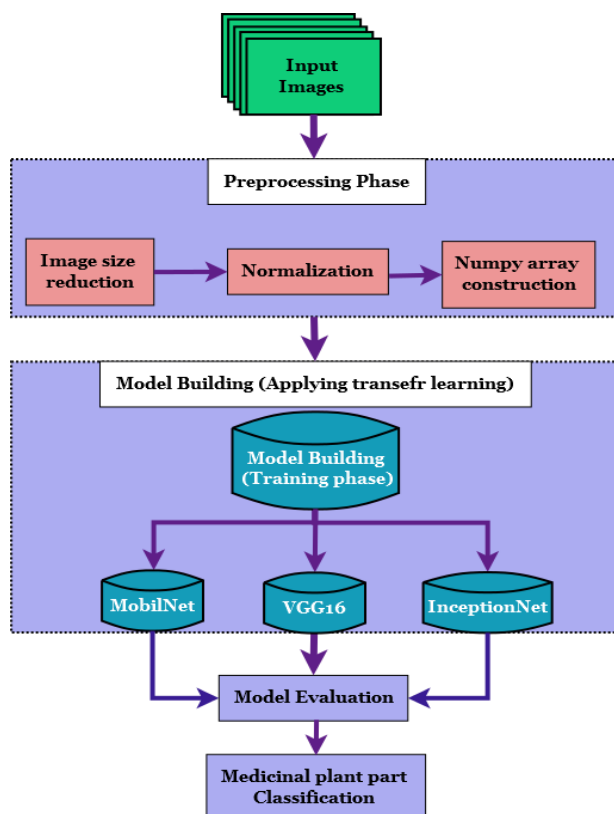 Input
Images
Preprocessing Phase
Image size
reduction
Normalization
Numpy array
construction
Model Building (Applying transefr learning)
Model Building
(Training phase)
MobilNet
VGG16
InceptionNet
Model Evaluation
Medicinal plant part
Classification